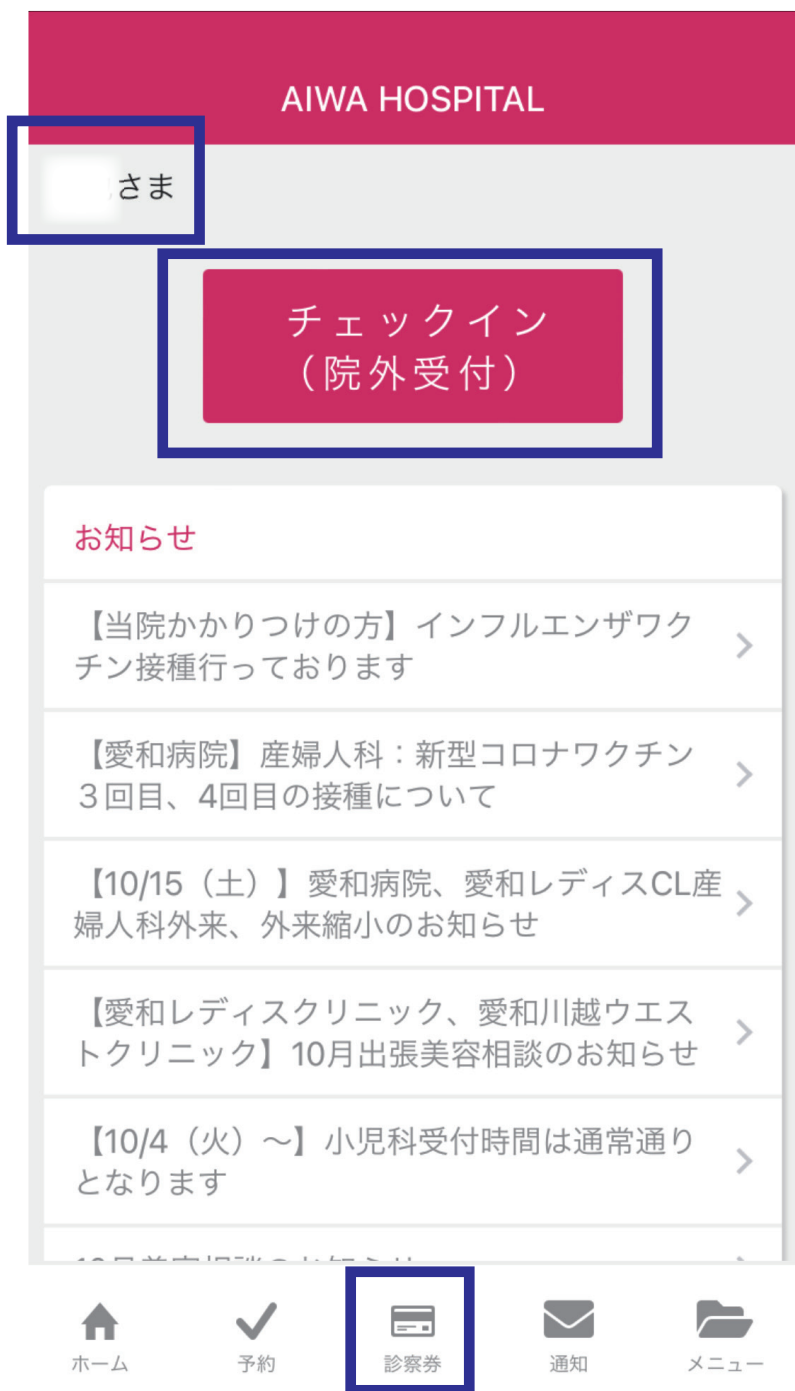 AIWA HOSPITAL
さま
チェックイン
（院外受付）
お知らせ
【当院かかりつけの方】インフルエンザワク
チン接種行っております
【愛和病院】産婦人科：新型コロナワクチン
３回目、4回目の接種について
【10/15（土）】愛和病院、愛和レディスCL産
婦人科外来、外来縮小のお知らせ
【愛和レディスクリニック、愛和川越ウエス
トクリニック】10月出張美容相談のお知らせ
【10/4（火）〜】小児科受付時間は通常通り
となります
ホーム
予約
診察券
通知
メニュー